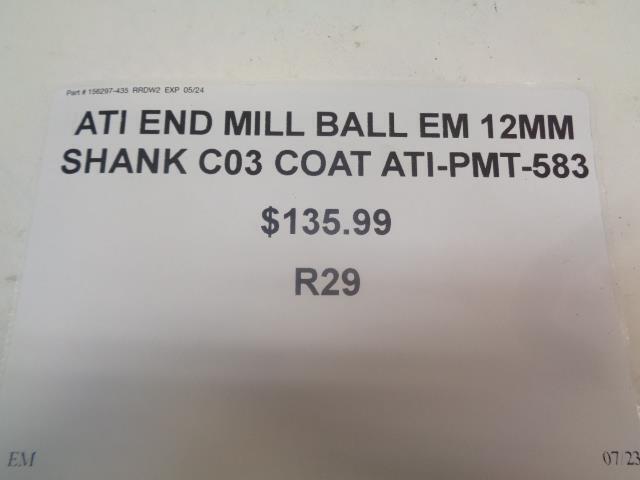 Part # 156297-435 RRDW2 EXP 05/24
ATI END MILL BALL EM 12MM
SHANK C03 COAT ATI-PMT-583
$135.99
R29
EM 07/23